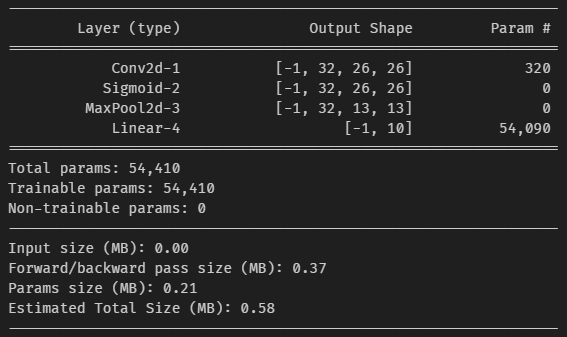 Layer (type) Output Shape Param #
Conv2d-1 [-1, 32, 26, 26] 320
Sigmoid-2 [-1, 32, 26, 26] 0
MaxPool2d-3 [-1, 32, 13, 13] 0
Linear-4 [-1, 10] 54,090
Total params: 54,410
Trainable params: 54,410
Non-trainable params: 0
Input size (MB): 0.00
Forward/backward pass size (MB): 0.37
Params size (MB): 0.21
Estimated Total Size (MB): 0.58